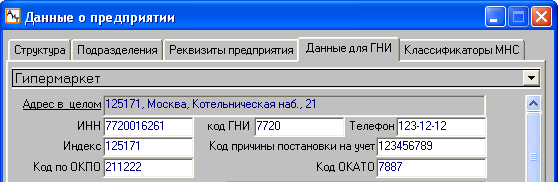 Данные о предприятии
Структура Подразделения Реквизиты предприятия Данные для ГНИ Классификаторы МНС
Гипермаркет
Адрес в целом 125171, Москва, Котельническая наб., 21
ИНН 7720016261 код ГНИ 7720 Телефон 123-12-12
Индекс 125171 Код причины постановки на учет 123456789
Код по ОКПО 211222 Код ОКАТО 7887